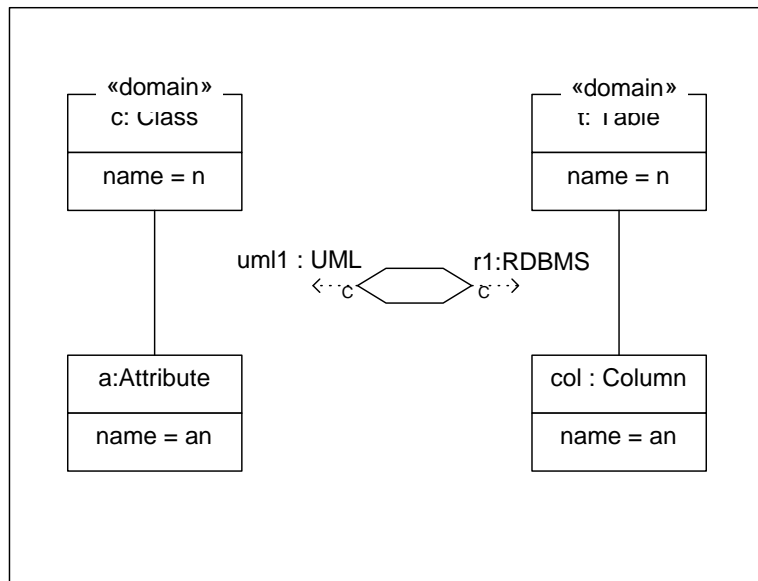 «domain»
c: Class
name = n
«domain»
t: Table
name = n
uml1 : UML
r1:RDBMS
C
C
a:Attribute
name = an
col : Column
name = an